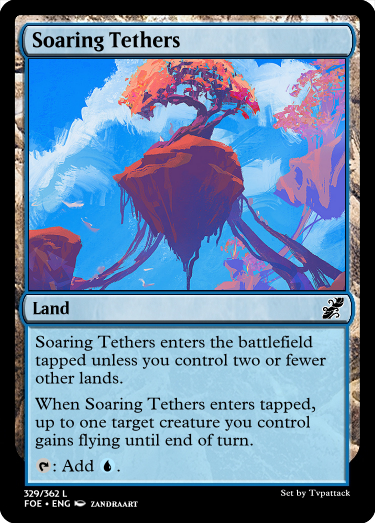 Soaring Tethers
Land
Soaring Tethers enters the battlefield
tapped unless you control two or fewer
other lands.
When Soaring Tethers enters tapped,
up to one target creature you control
gains flying until end of turn.
: Add .
329/362 L
Set by Tvpattack
FOE • ENG ZANDRAART